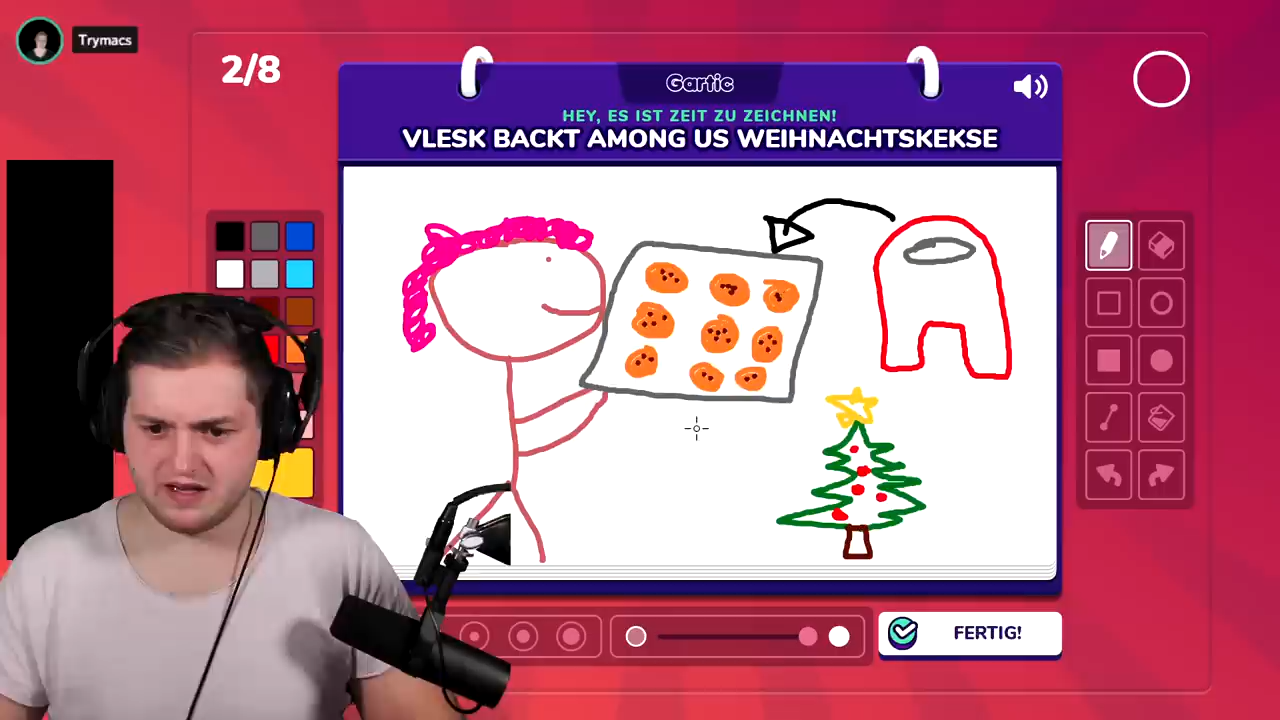 Trymacs
2/8
Gartic
HEY, ES IST ZEIT ZU ZEICHNEN!
VLESK BACKT AMONG US WEIHNACHTSKEKSE
FERTIG!